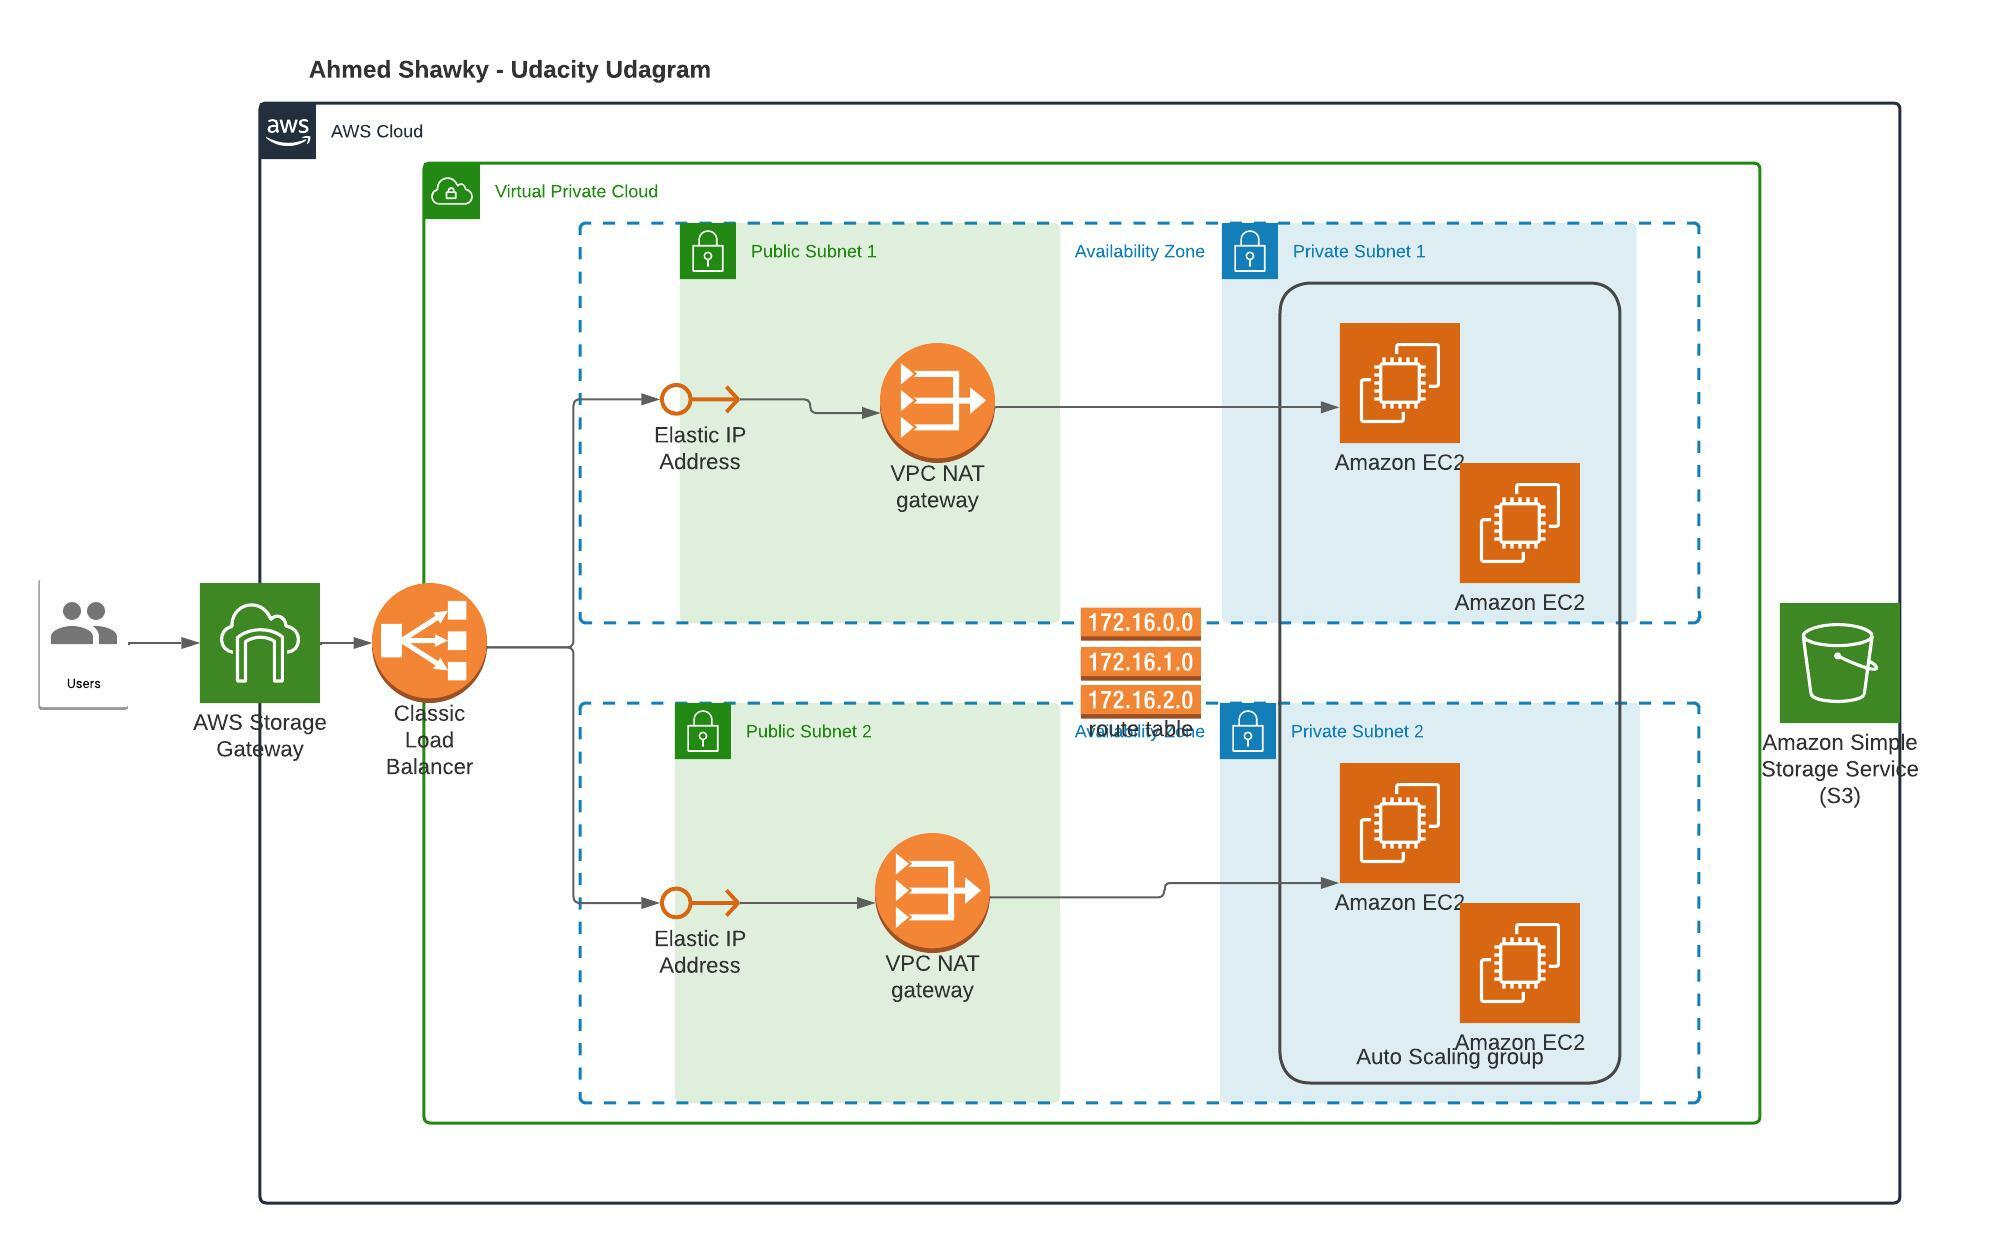 Ahmed Shawky - Udacity Udagram
aws
AWS Cloud
Virtual Private Cloud
Public Subnet 1
Availability Zone
Private Subnet 1
Elastic IP
Address
VPC NAT
gateway
Amazon EC2
Amazon EC2
Users
AWS Storage
Gateway
Classic
Load
Balancer
172.16.0.0
172.16.1.0
172.16.2.0
route table
Amazon Simple
Storage Service
(S3)
Public Subnet 2
Availability Zone
Private Subnet 2
Elastic IP
Address
VPC NAT
gateway
Amazon EC2
Amazon EC2
Auto Scaling group